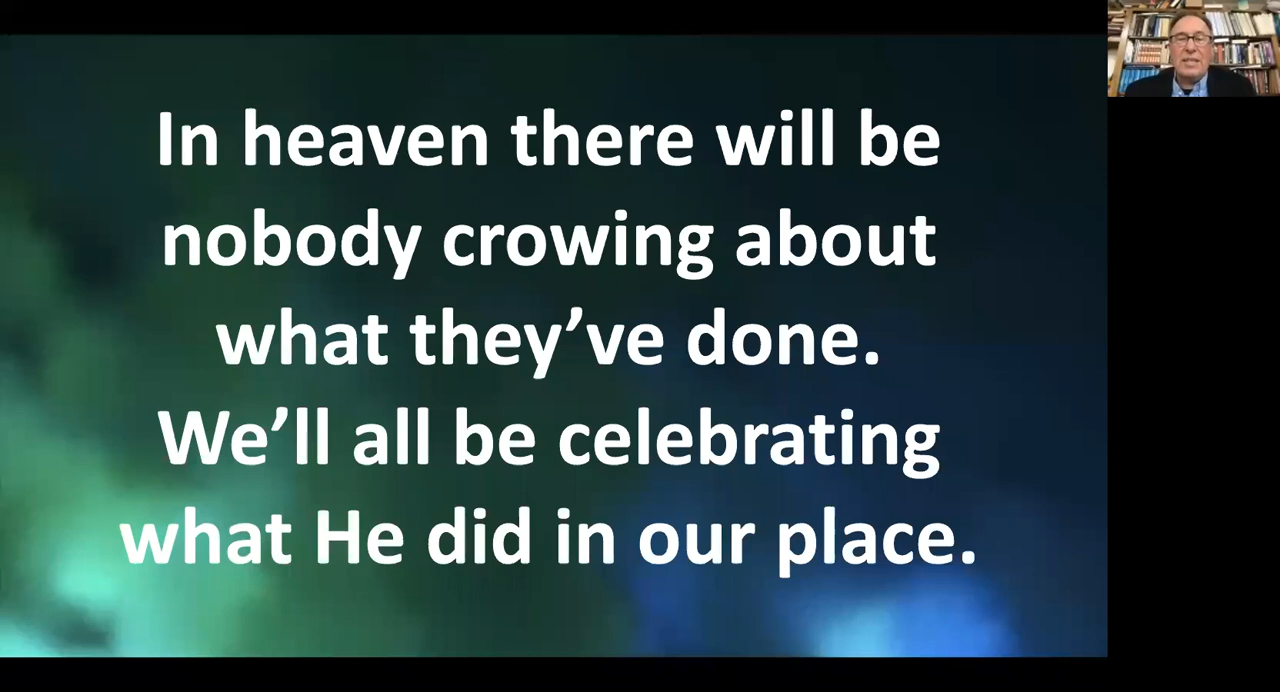 In heaven there will be
nobody crowing about
what they’ve done.
We’ll all be celebrating
what He did in our place.